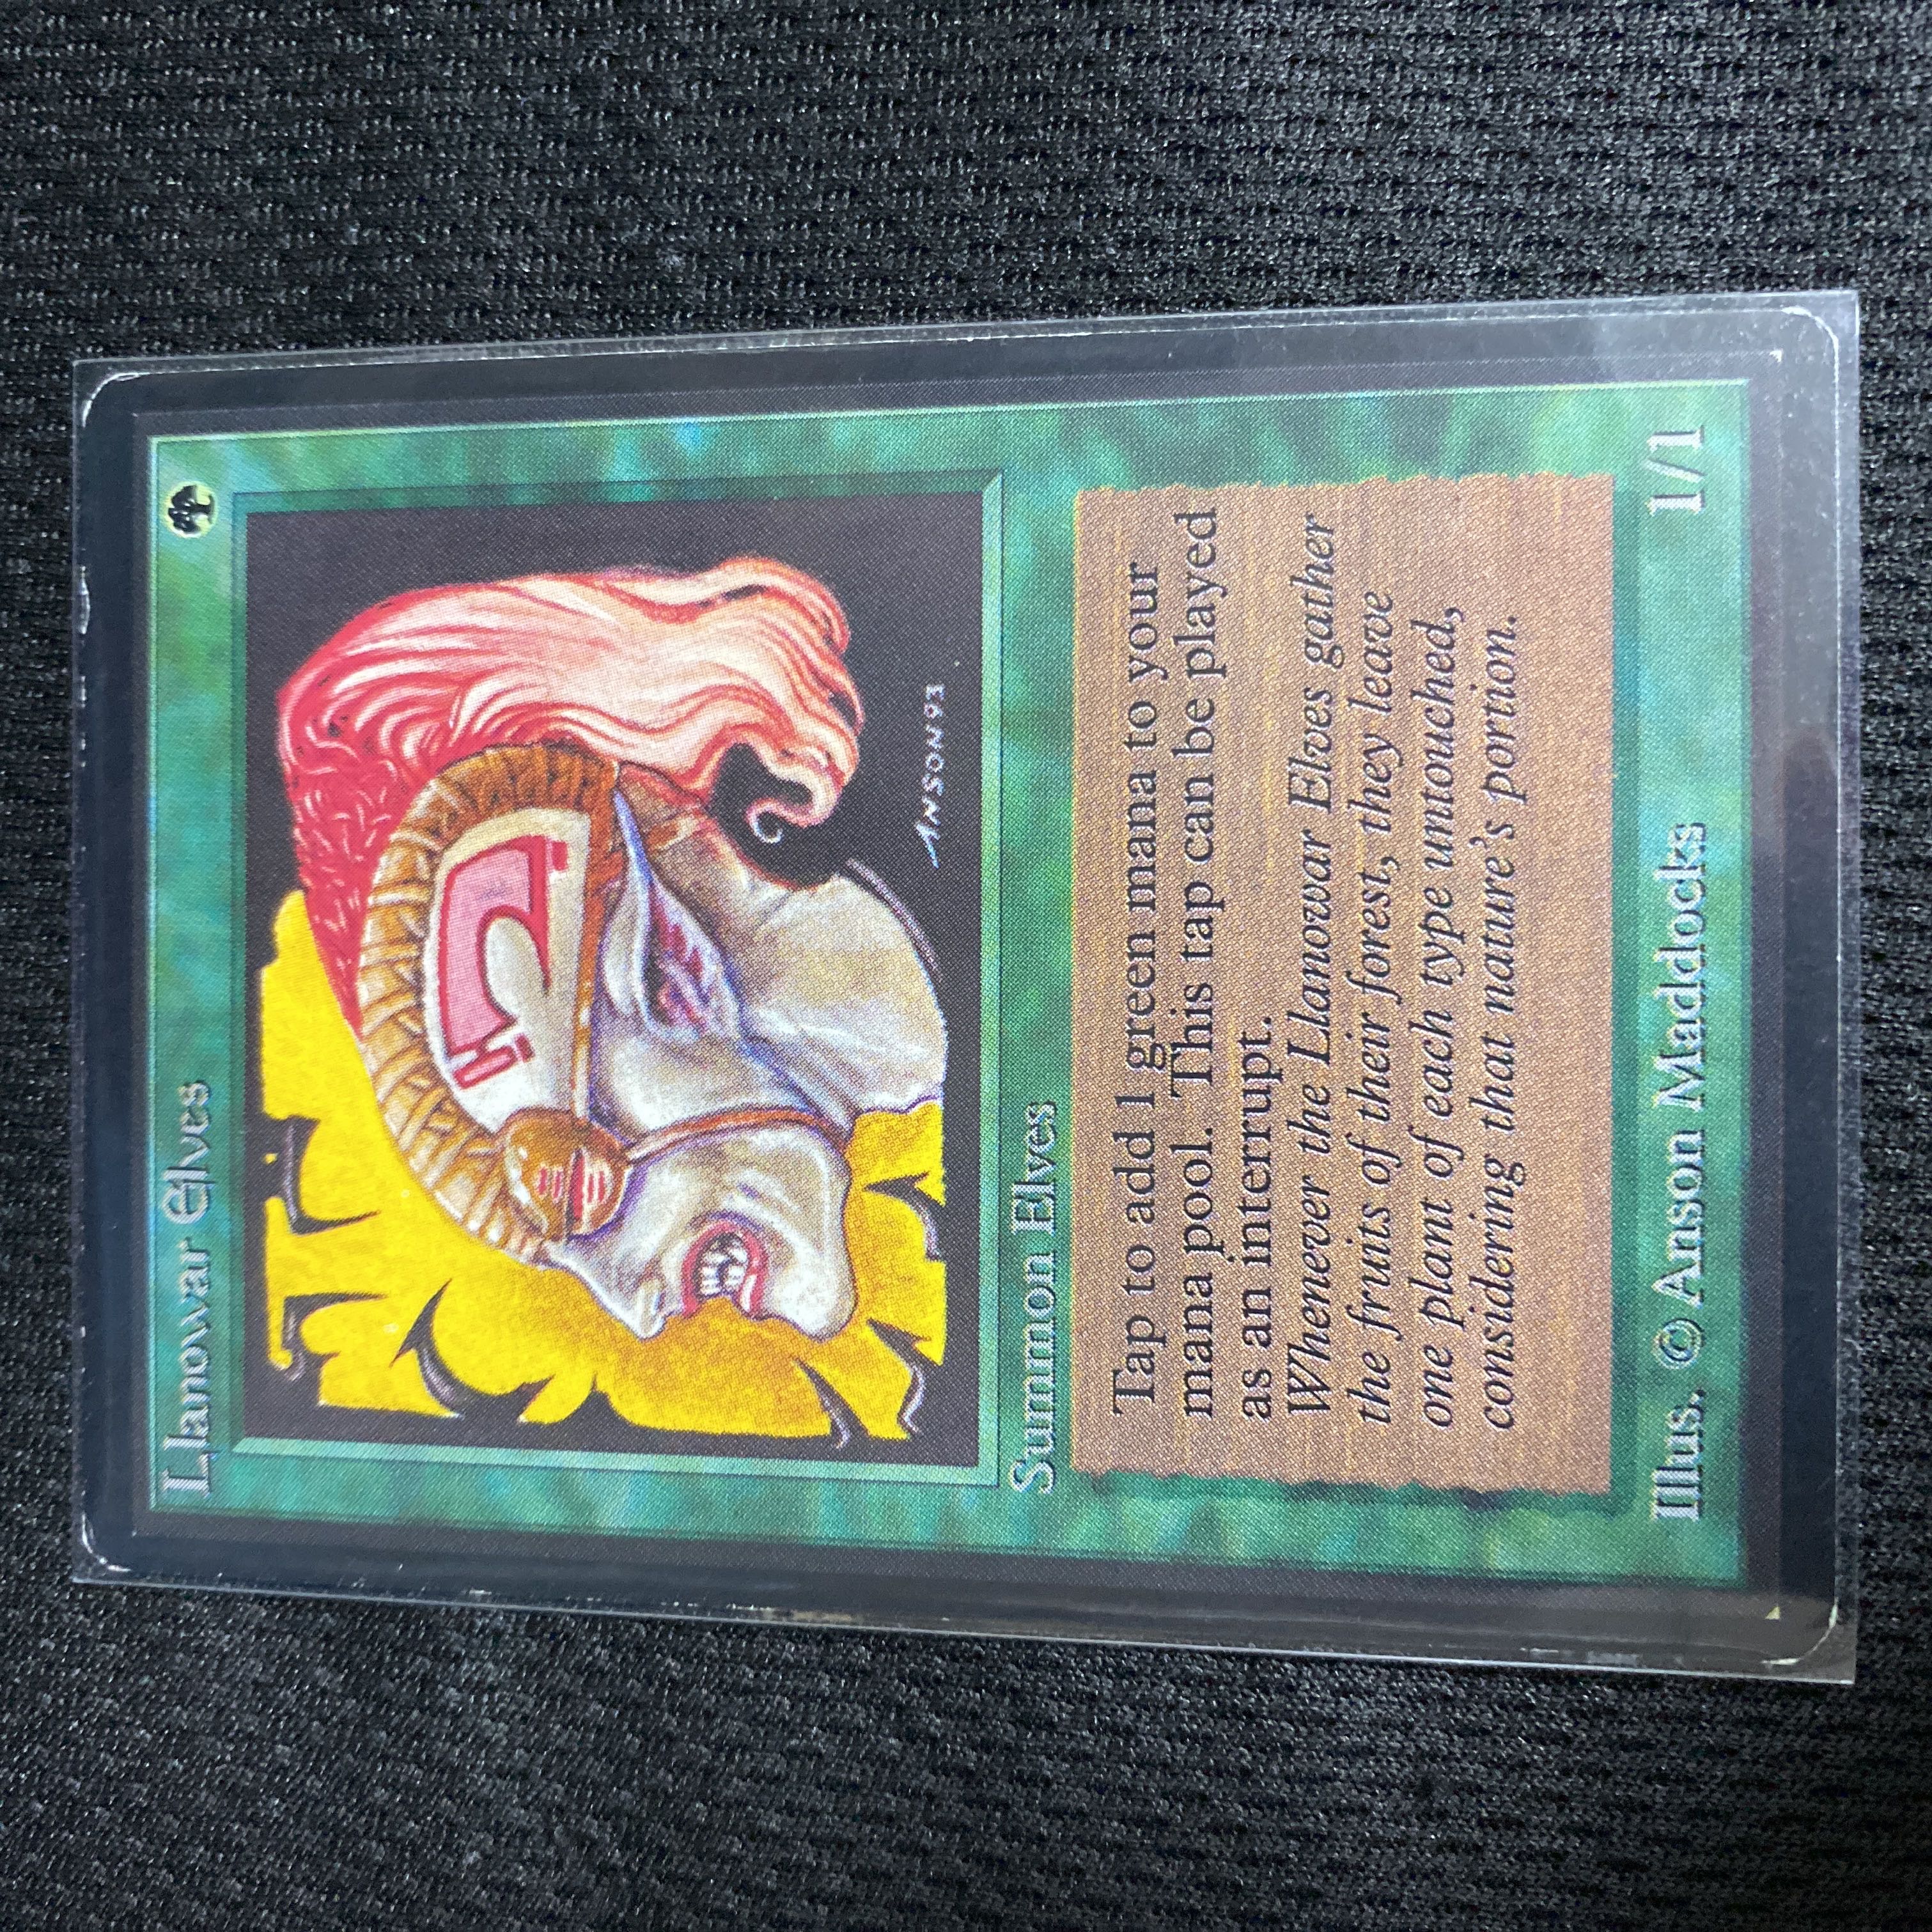 Llanowar Elves
ANSON93
Summon Elves
Tap to add 1 green mana to your
mana pool. This tap can be played
as an interrupt.
Whenever the Llanowar Elves gather
the fruits of their forest, they leave
one plant of each type untouched,
considering that nature's portion.
Illus. © Anson Maddocks
1/1